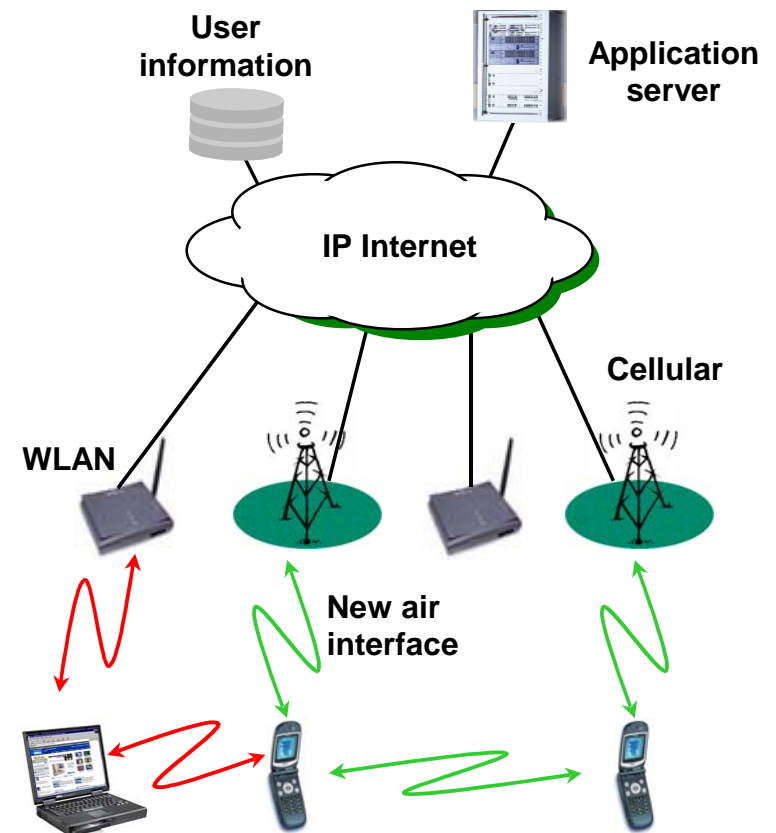 User
information
Application
server
IP Internet
Cellular
WLAN
New air
interface